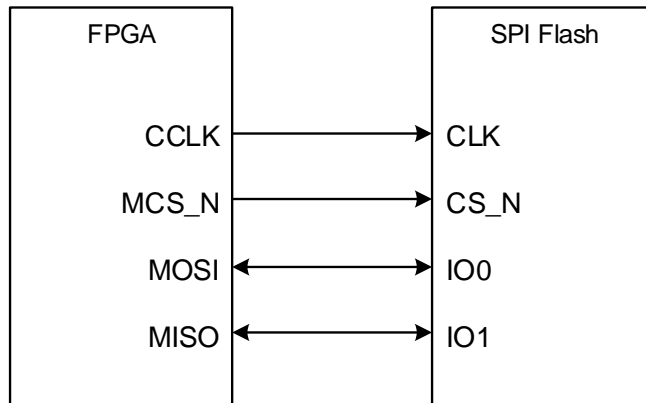 FPGA
SPI Flash
CCLK
CLK
MCS_N
CS_N
MOSI
IO0
MISO
IO1